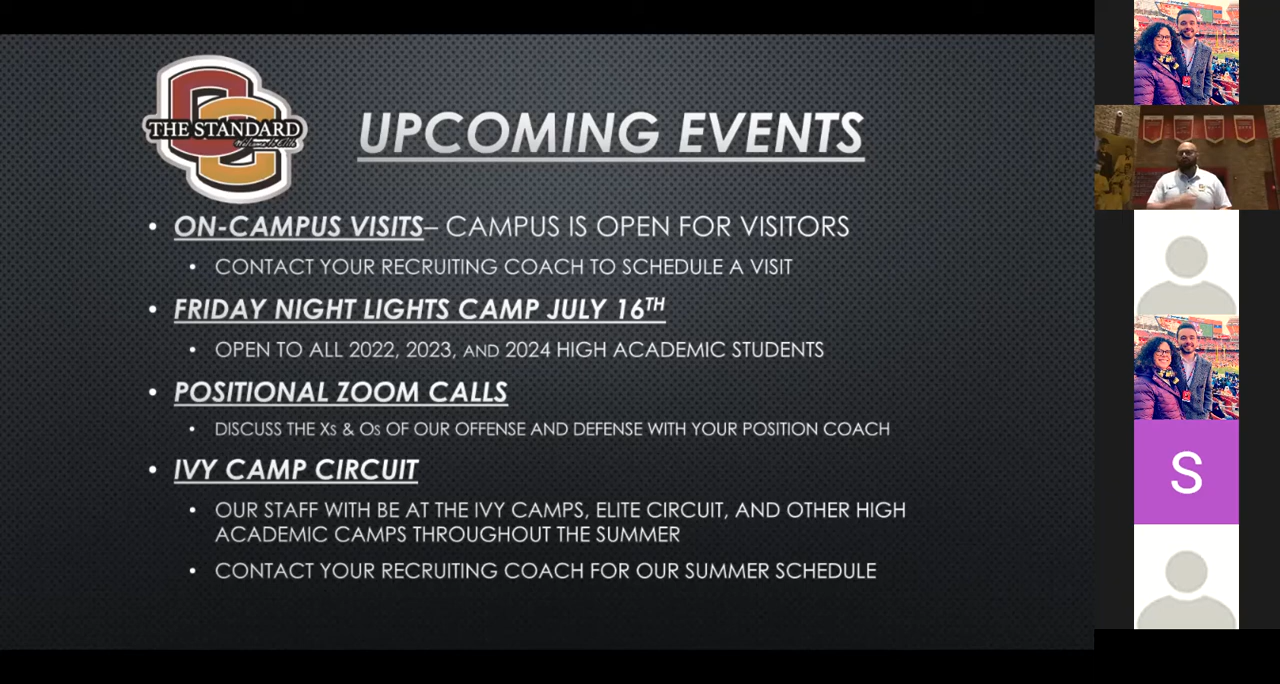 THE STANDARD
Welcome to Elite
UPCOMING EVENTS
• ON-CAMPUS VISITS– CAMPUS IS OPEN FOR VISITORS
• CONTACT YOUR RECRUITING COACH TO SCHEDULE A VISIT
• FRIDAY NIGHT LIGHTS CAMP JULY 16TH
• OPEN TO ALL 2022, 2023, AND 2024 HIGH ACADEMIC STUDENTS
• POSITIONAL ZOOM CALLS
• DISCUSS THE XS & OS OF OUR OFFENSE AND DEFENSE WITH YOUR POSITION COACH
• IVY CAMP CIRCUIT
• OUR STAFF WITH BE AT THE IVY CAMPS, ELITE CIRCUIT, AND OTHER HIGH
ACADEMIC CAMPS THROUGHOUT THE SUMMER
• CONTACT YOUR RECRUITING COACH FOR OUR SUMMER SCHEDULE
S